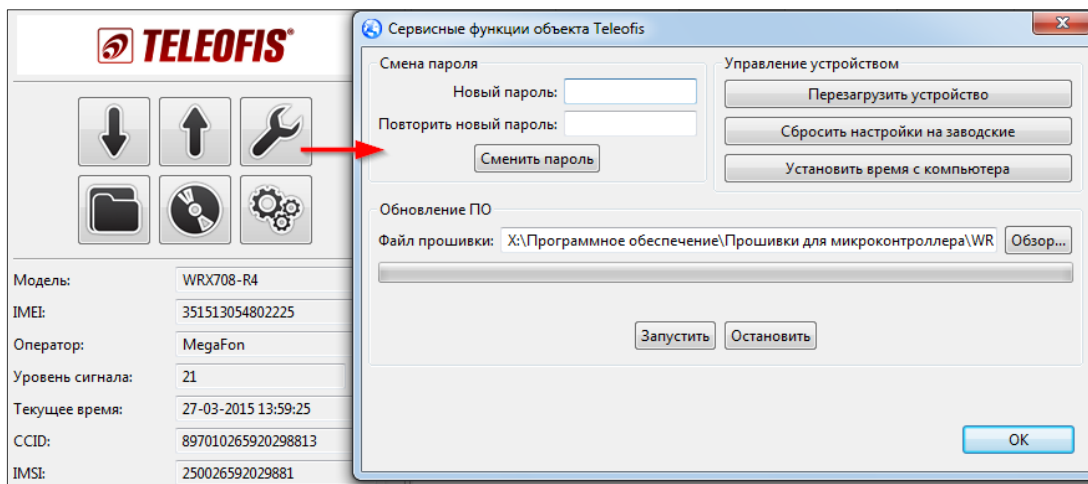 TELEOFIS®
Модель: WRX708-R4
IMEI: 351513054802225
Оператор: MegaFon
Уровень сигнала: 21
Текущее время: 27-03-2015 13:59:25
CCID: 897010265920298813
IMSI: 250026592029881
Сервисные функции объекта Teleofis
Смена пароля
Новый пароль:
Повторить новый пароль:
Сменить пароль
Управление устройством
Перезагрузить устройство
Сбросить настройки на заводские
Установить время с компьютера
Обновление ПО
Файл прошивки: X:\Программное обеспечение\Прошивки для микроконтроллера\WR Обзор...
Запустить Остановить
OK